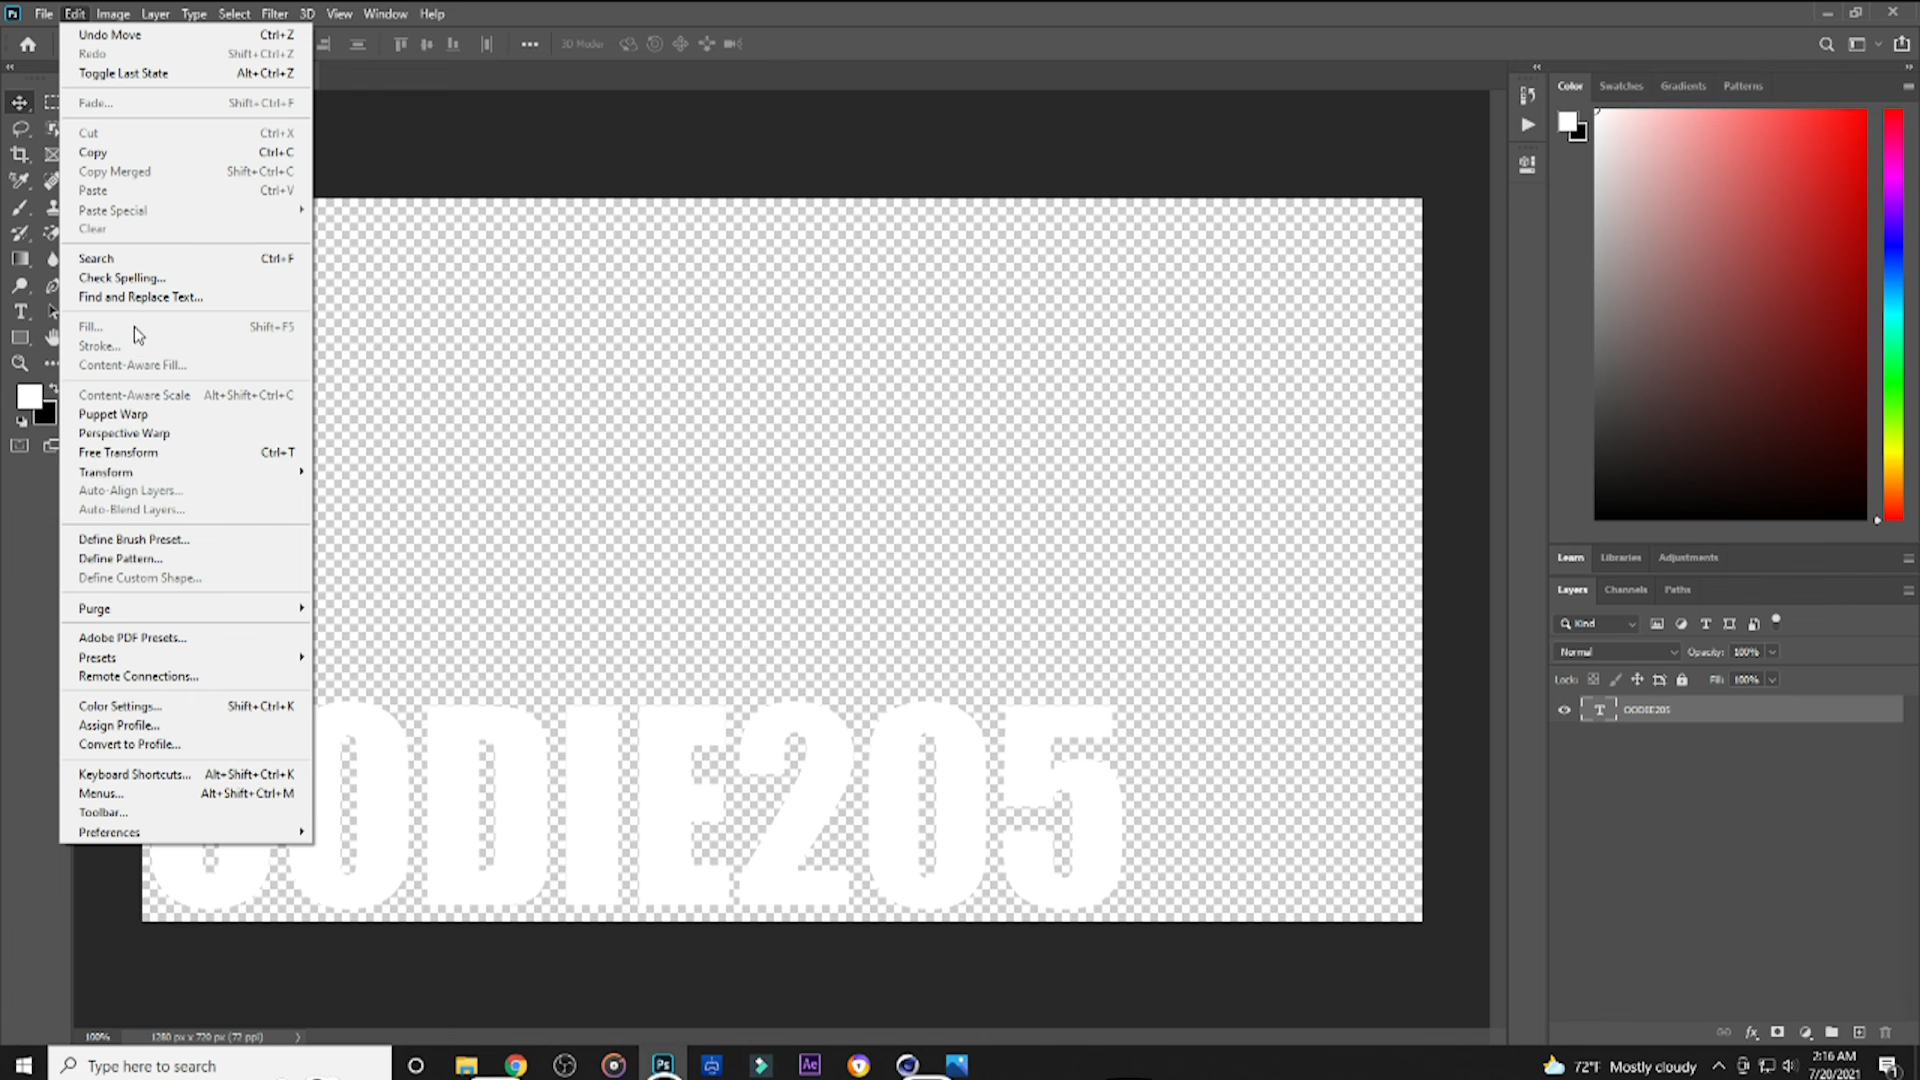 Ps File Edit Image Layer Type Select Filter 3D View Window Help
3D Mode:
Undo Move Ctrl+Z
Redo Shift+Ctrl+Z
Toggle Last State Alt+Ctrl+Z
Fade... Shift+Ctrl+F
Cut Ctrl+X
Copy Ctrl+C
Copy Merged Shift+Ctrl+C
Paste Ctrl+V
Paste Special
Clear
Search Ctrl+F
Check Spelling...
Find and Replace Text...
Fill... Shift+F5
Stroke...
Content-Aware Fill...
Content-Aware Scale Alt+Shift+Ctrl+C
Puppet Warp
Perspective Warp
Free Transform Ctrl+T
Transform
Auto-Align Layers...
Auto-Blend Layers...
Define Brush Preset...
Define Pattern...
Define Custom Shape...
Purge
Adobe PDF Presets...
Presets
Remote Connections...
Color Settings... Shift+Ctrl+K
Assign Profile...
Convert to Profile...
Keyboard Shortcuts... Alt+Shift+Ctrl+K
Menus... Alt+Shift+Ctrl+M
Toolbar...
Preferences
OODIE205
Color Swatches Gradients Patterns
Learn Libraries Adjustments
Layers Channels Paths
Kind
Normal Opacity: 100%
Lock: Fill: 100%
T OODIE205
fx
100% 1280 px x 720 px (72 ppi)
Type here to search
Ps
Ae
72°F Mostly cloudy
2:16 AM
7/20/2021
1